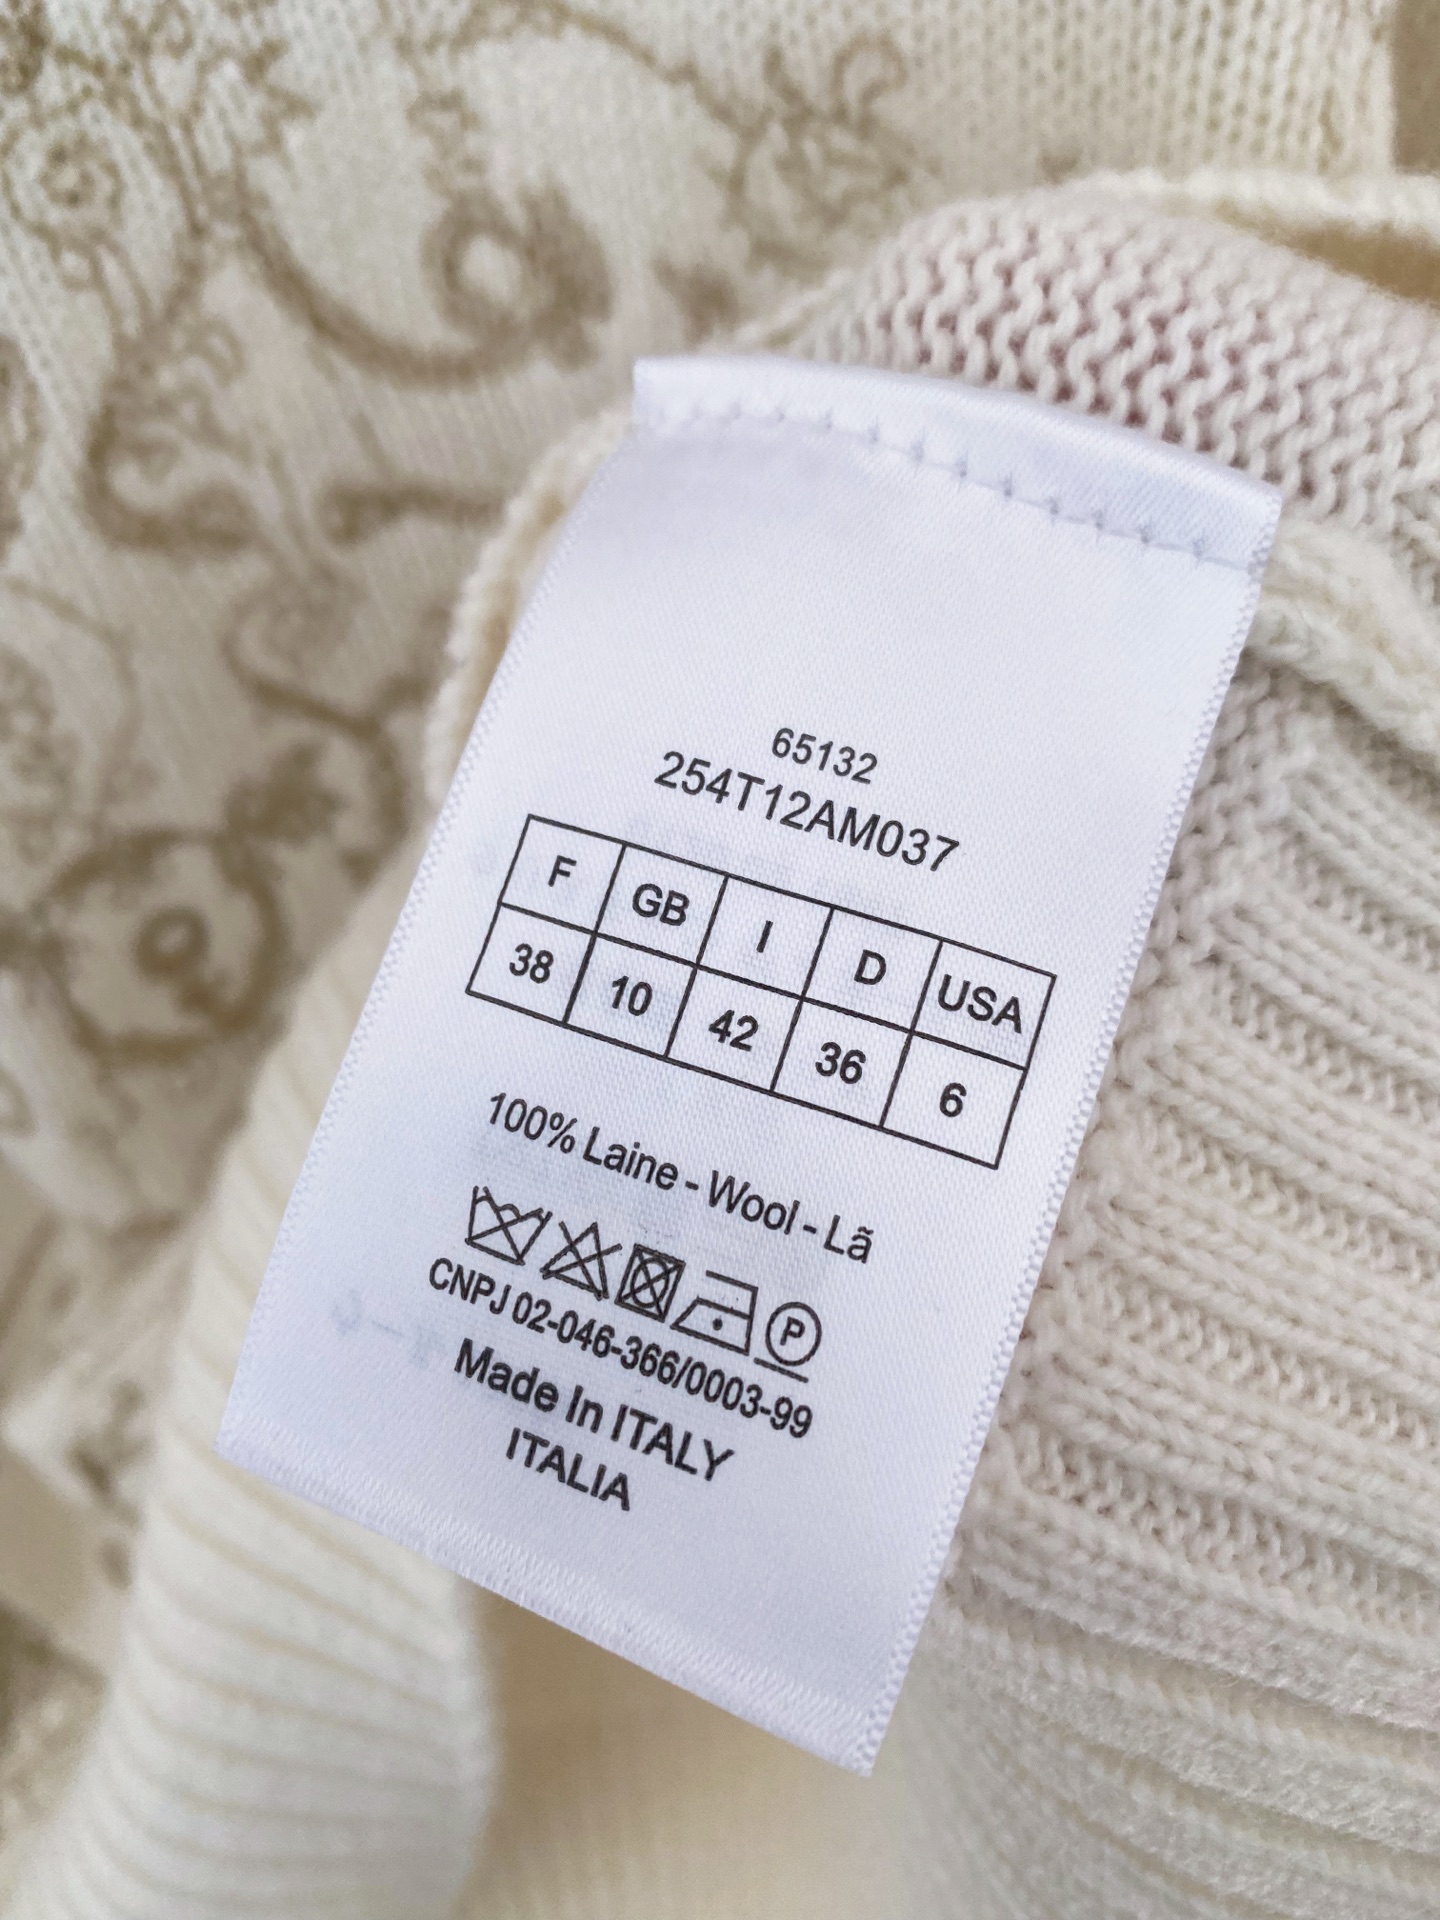 65132
254T12AM037
F GB I D USA
38 10 42 36 6
100% Laine - Wool - Lã
P
CNPJ 02-046-366/0003-99
Made In ITALY
ITALIA